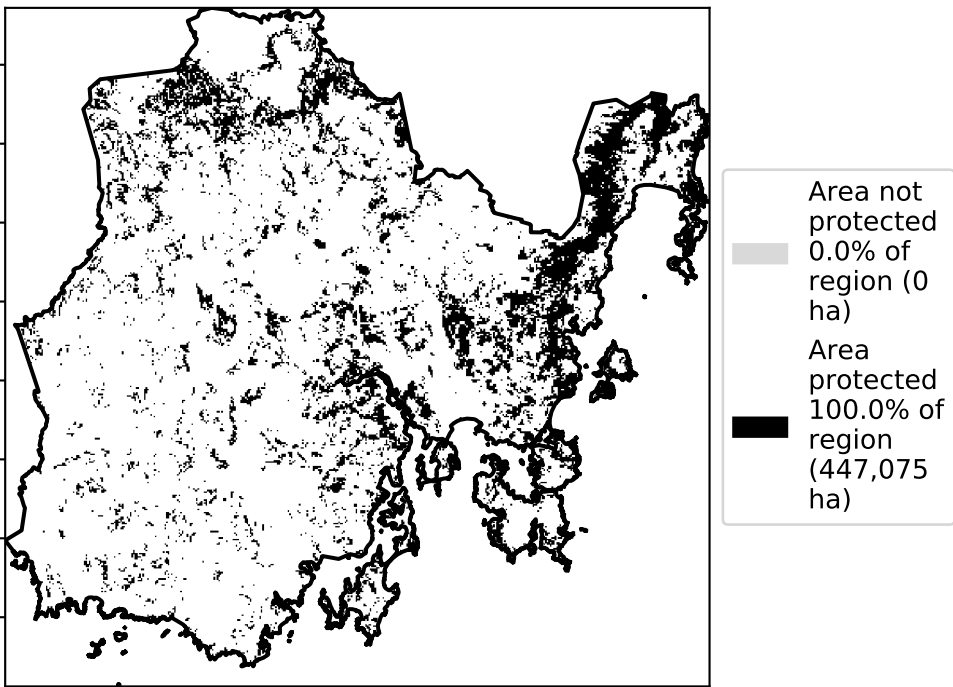 Area not
protected
0.0% of
region (0
ha)
Area
protected
100.0% of
region
(447,075
ha)